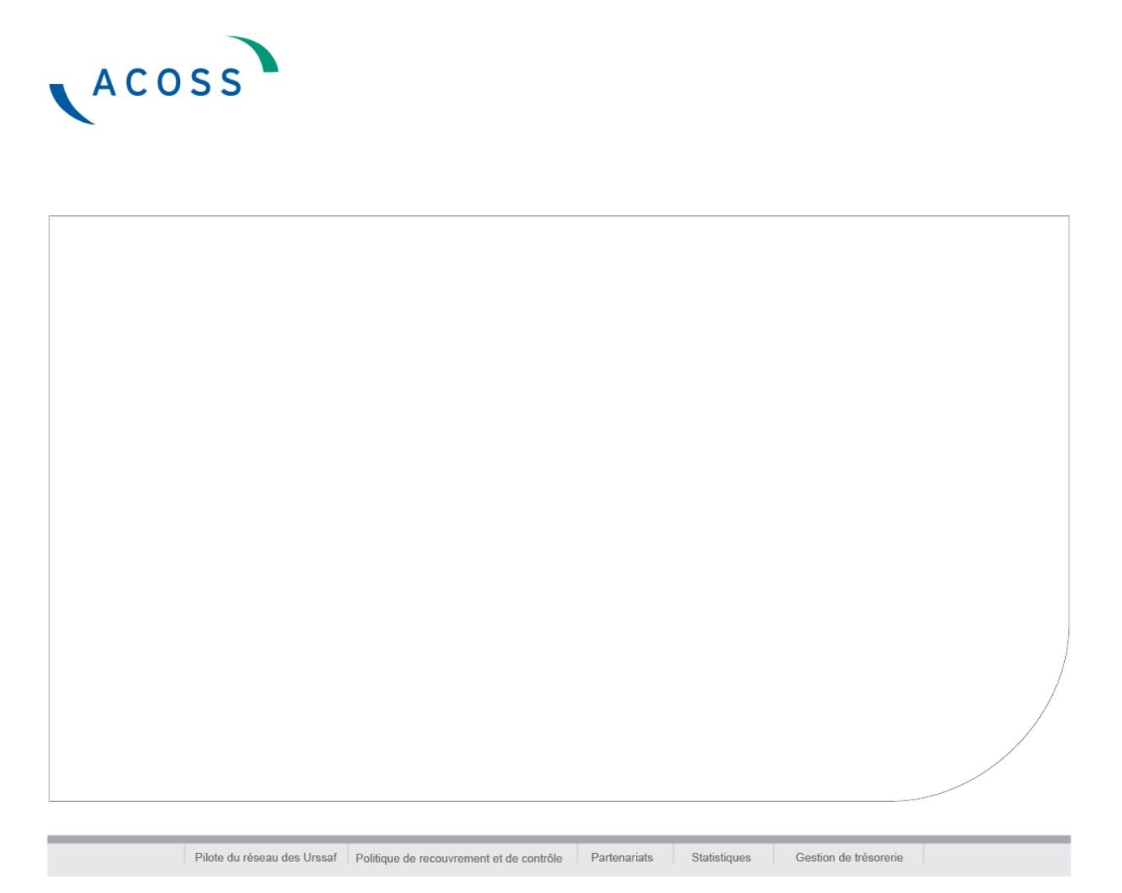 ACOSS
Pilote du réseau des Urssaf Politique de recouvrement et de contrôle Partenariats Statistiques Gestion de trésorerie